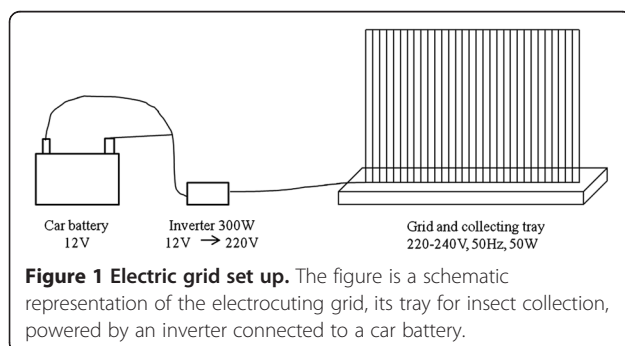 Car battery
12V
Inverter 300W
12V → 220V
Grid and collecting tray
220-240V, 50Hz, 50W
Figure 1 Electric grid set up. The figure is a schematic
representation of the electrocuting grid, its tray for insect collection,
powered by an inverter connected to a car battery.